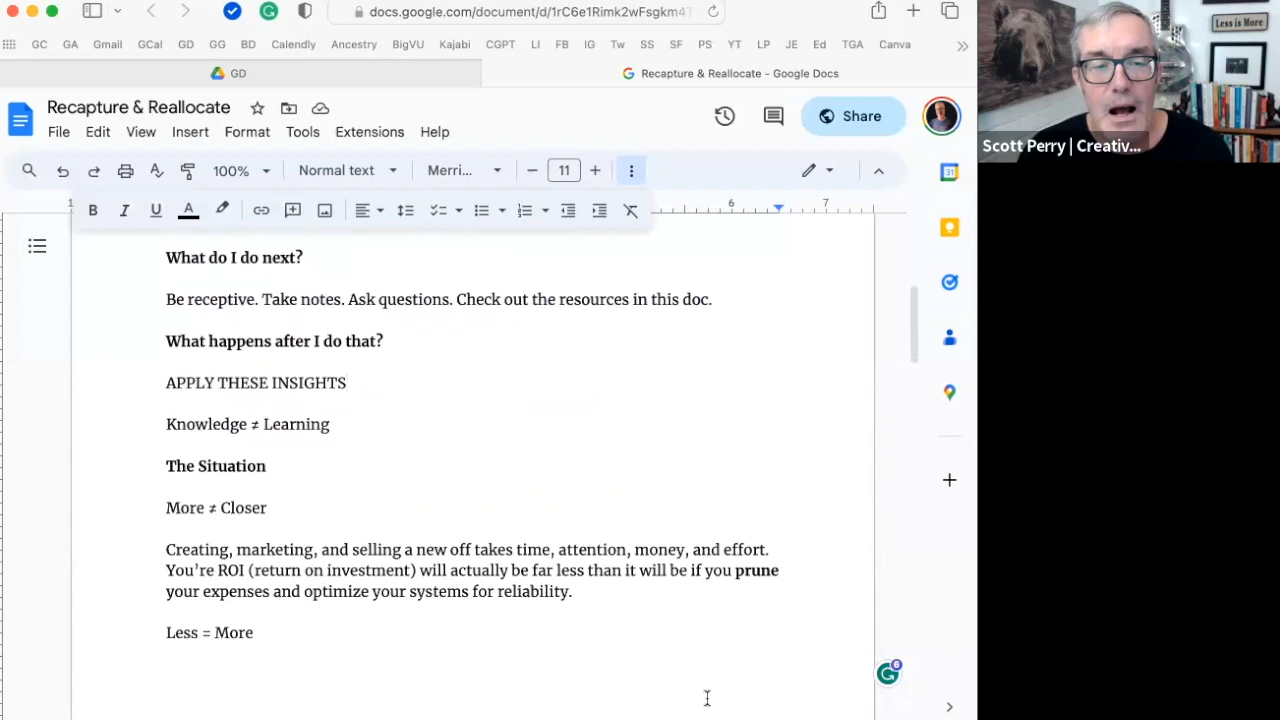 docs.google.com/document/d/1rC6e1Rimk2wFsgkm41
GC GA Gmail GCal GD GG BD Calendly Ancestry BigVU Kajabi CGPT LI FB IG Tw SS SF PS YT LP JE Ed TGA Canva
GD
Recapture & Reallocate - Google Docs
Less is More
Recapture & Reallocate
Share
File Edit View Insert Format Tools Extensions Help
Scott Perry | Creativ...
100% Normal text Merri... 11
31
B I U A
1 6 7
What do I do next?
Be receptive. Take notes. Ask questions. Check out the resources in this doc.
What happens after I do that?
APPLY THESE INSIGHTS
Knowledge ≠ Learning
The Situation
More ≠ Closer
Creating, marketing, and selling a new off takes time, attention, money, and effort.
You’re ROI (return on investment) will actually be far less than it will be if you prune
your expenses and optimize your systems for reliability.
Less = More
6